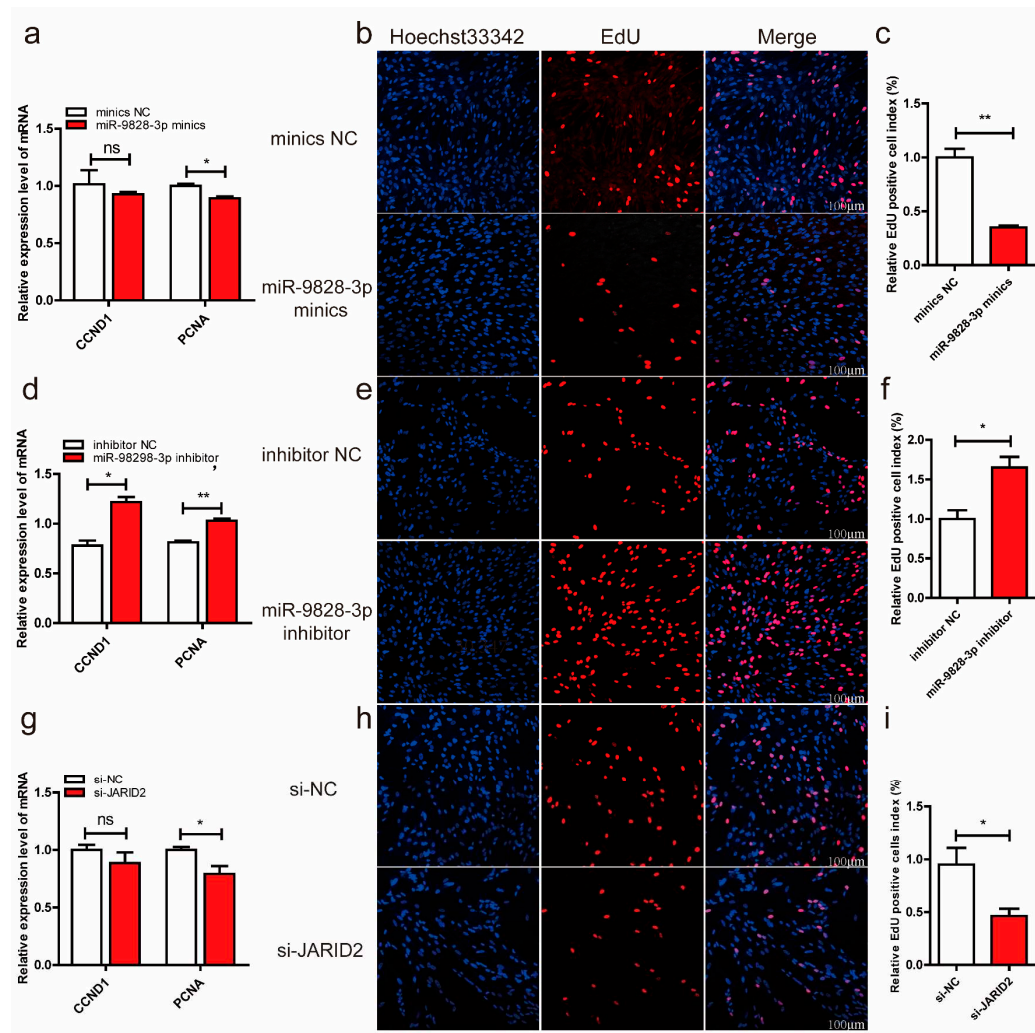 a
b
Hoechst33342
EdU
Merge
c
minics NC
miR-9828-3p minics
Relative expression level of mRNA
1.5
1.0
0.5
0.0
ns
*
CCND1
PCNA
minics NC
100μm
miR-9828-3p
minics
100μm
Relative EdU positive cell index (%)
1.5
1.0
0.5
0.0
**
minics NC
miR-9828-3p minics
d
e
f
inhibitor NC
miR-98298-3p inhibitor
,
Relative expression level of mRNA
1.5
1.0
0.5
0.0
*
**
CCND1
PCNA
inhibitor NC
100μm
miR-9828-3p
inhibitor
100μm
Relative EdU positive cell index (%)
2.0
1.5
1.0
0.5
0.0
*
inhibitor NC
miR-9828-3p inhibitor
g
h
i
si-NC
si-JARID2
Relative expression level of mRNA
1.5
1.0
0.5
0.0
ns
*
CCND1
PCNA
si-NC
100μm
si-JARID2
100μm
Relative EdU positive cells index (%)
1.5
1.0
0.5
0.0
*
si-NC
si-JARID2